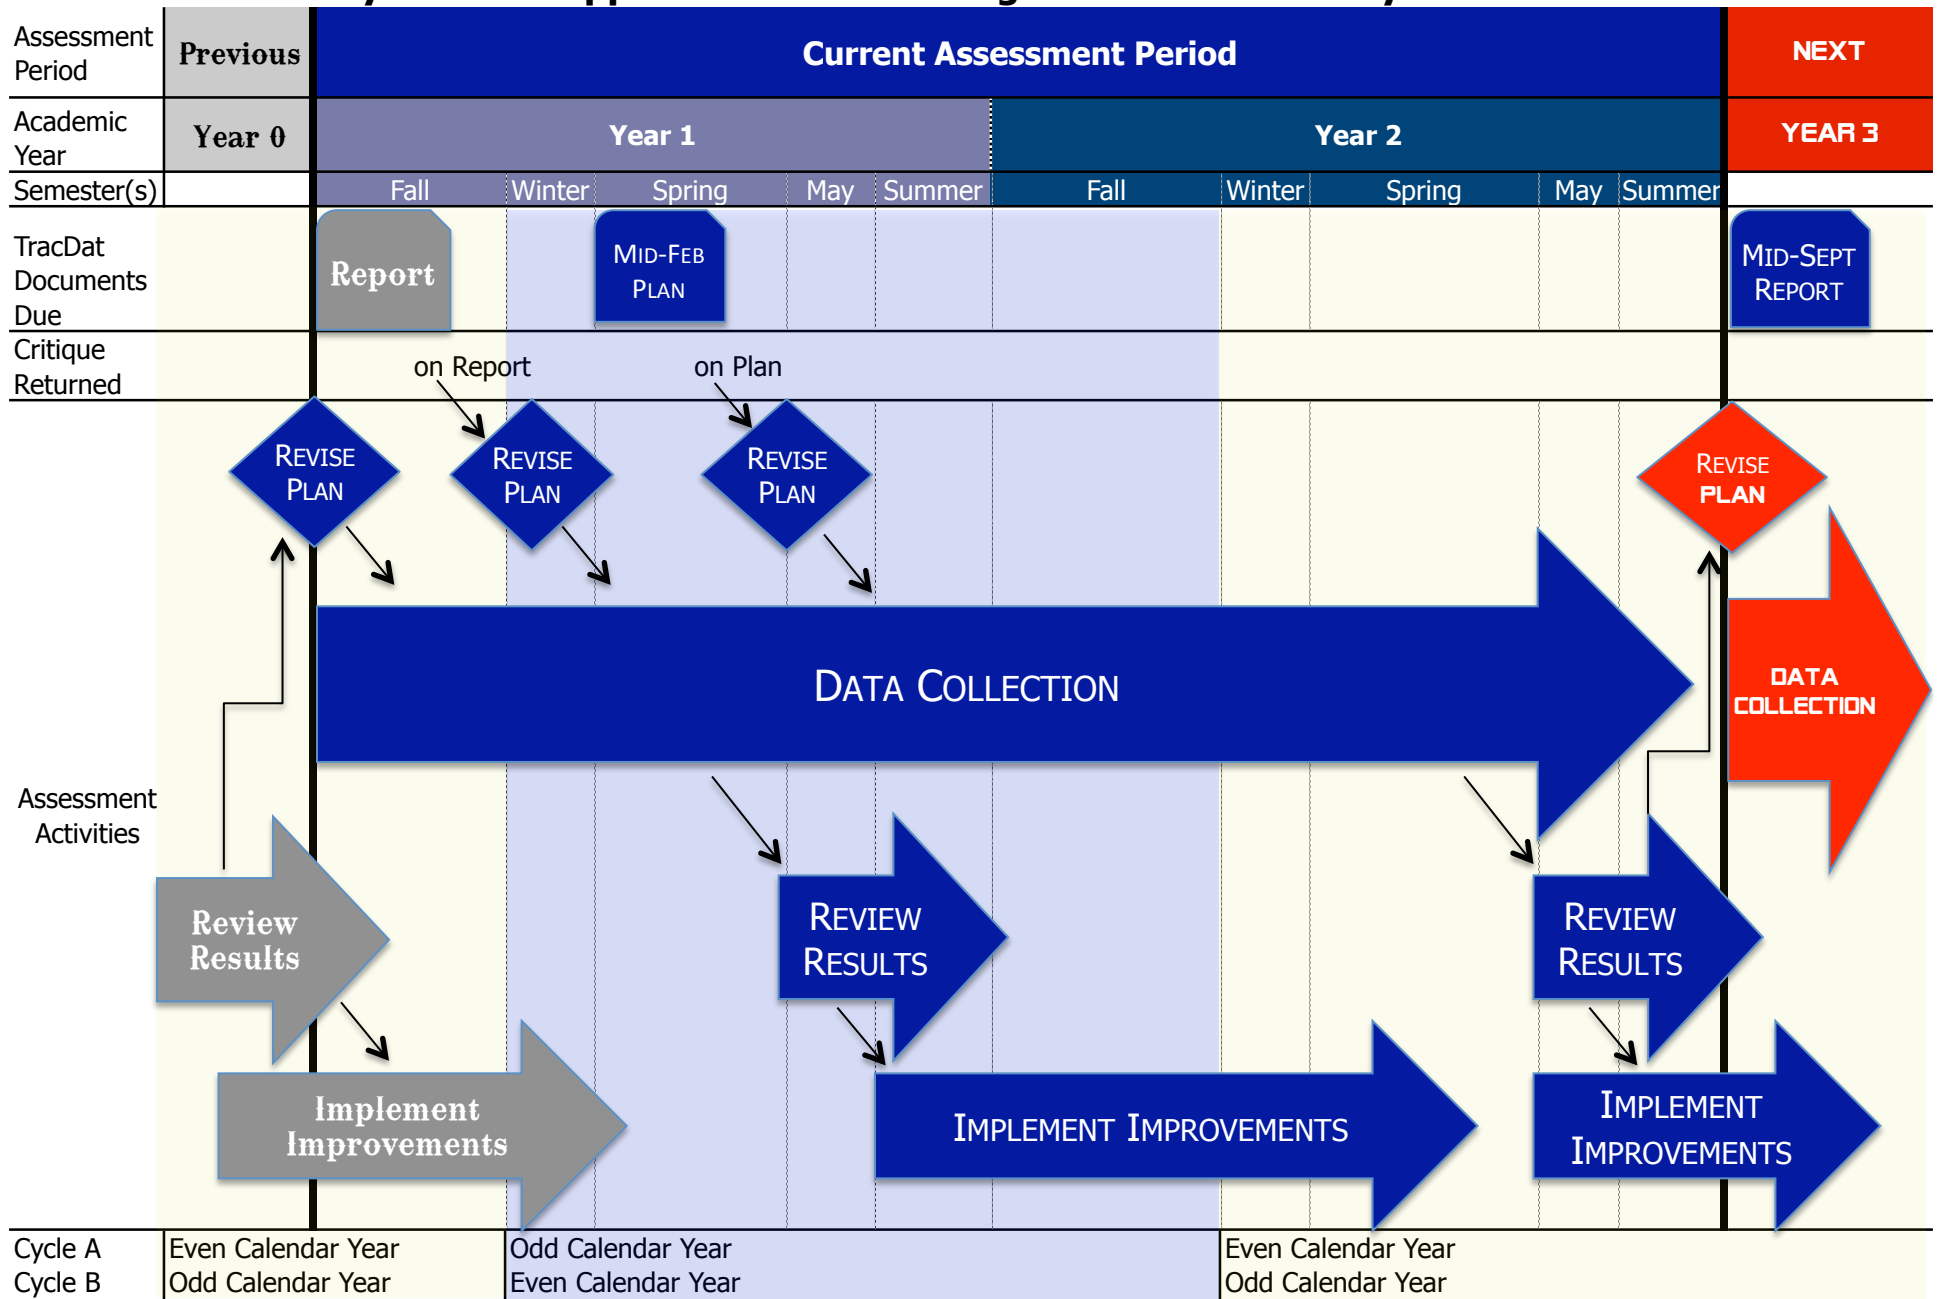 Assessment
Period
Previous
Current Assessment Period
NEXT
Academic
Year
Year 0
Year 1
Year 2
YEAR 3
Semester(s)
Fall
Winter
Spring
May
Summer
Fall
Winter
Spring
May
Summer
TracDat
Documents
Due
Report
MID-FEB
PLAN
MID-SEPT
REPORT
Critique
Returned
on Report
on Plan
REVISE
PLAN
REVISE
PLAN
REVISE
PLAN
REVISE
PLAN
DATA COLLECTION
DATA
COLLECTION
Assessment
Activities
Review
Results
REVIEW
RESULTS
REVIEW
RESULTS
Implement
Improvements
IMPLEMENT IMPROVEMENTS
IMPLEMENT
IMPROVEMENTS
Cycle A
Even Calendar Year
Odd Calendar Year
Even Calendar Year
Cycle B
Odd Calendar Year
Even Calendar Year
Odd Calendar Year